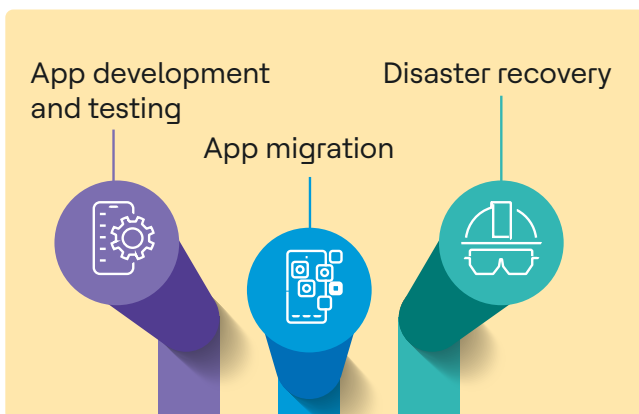 App development
and testing
App migration
Disaster recovery